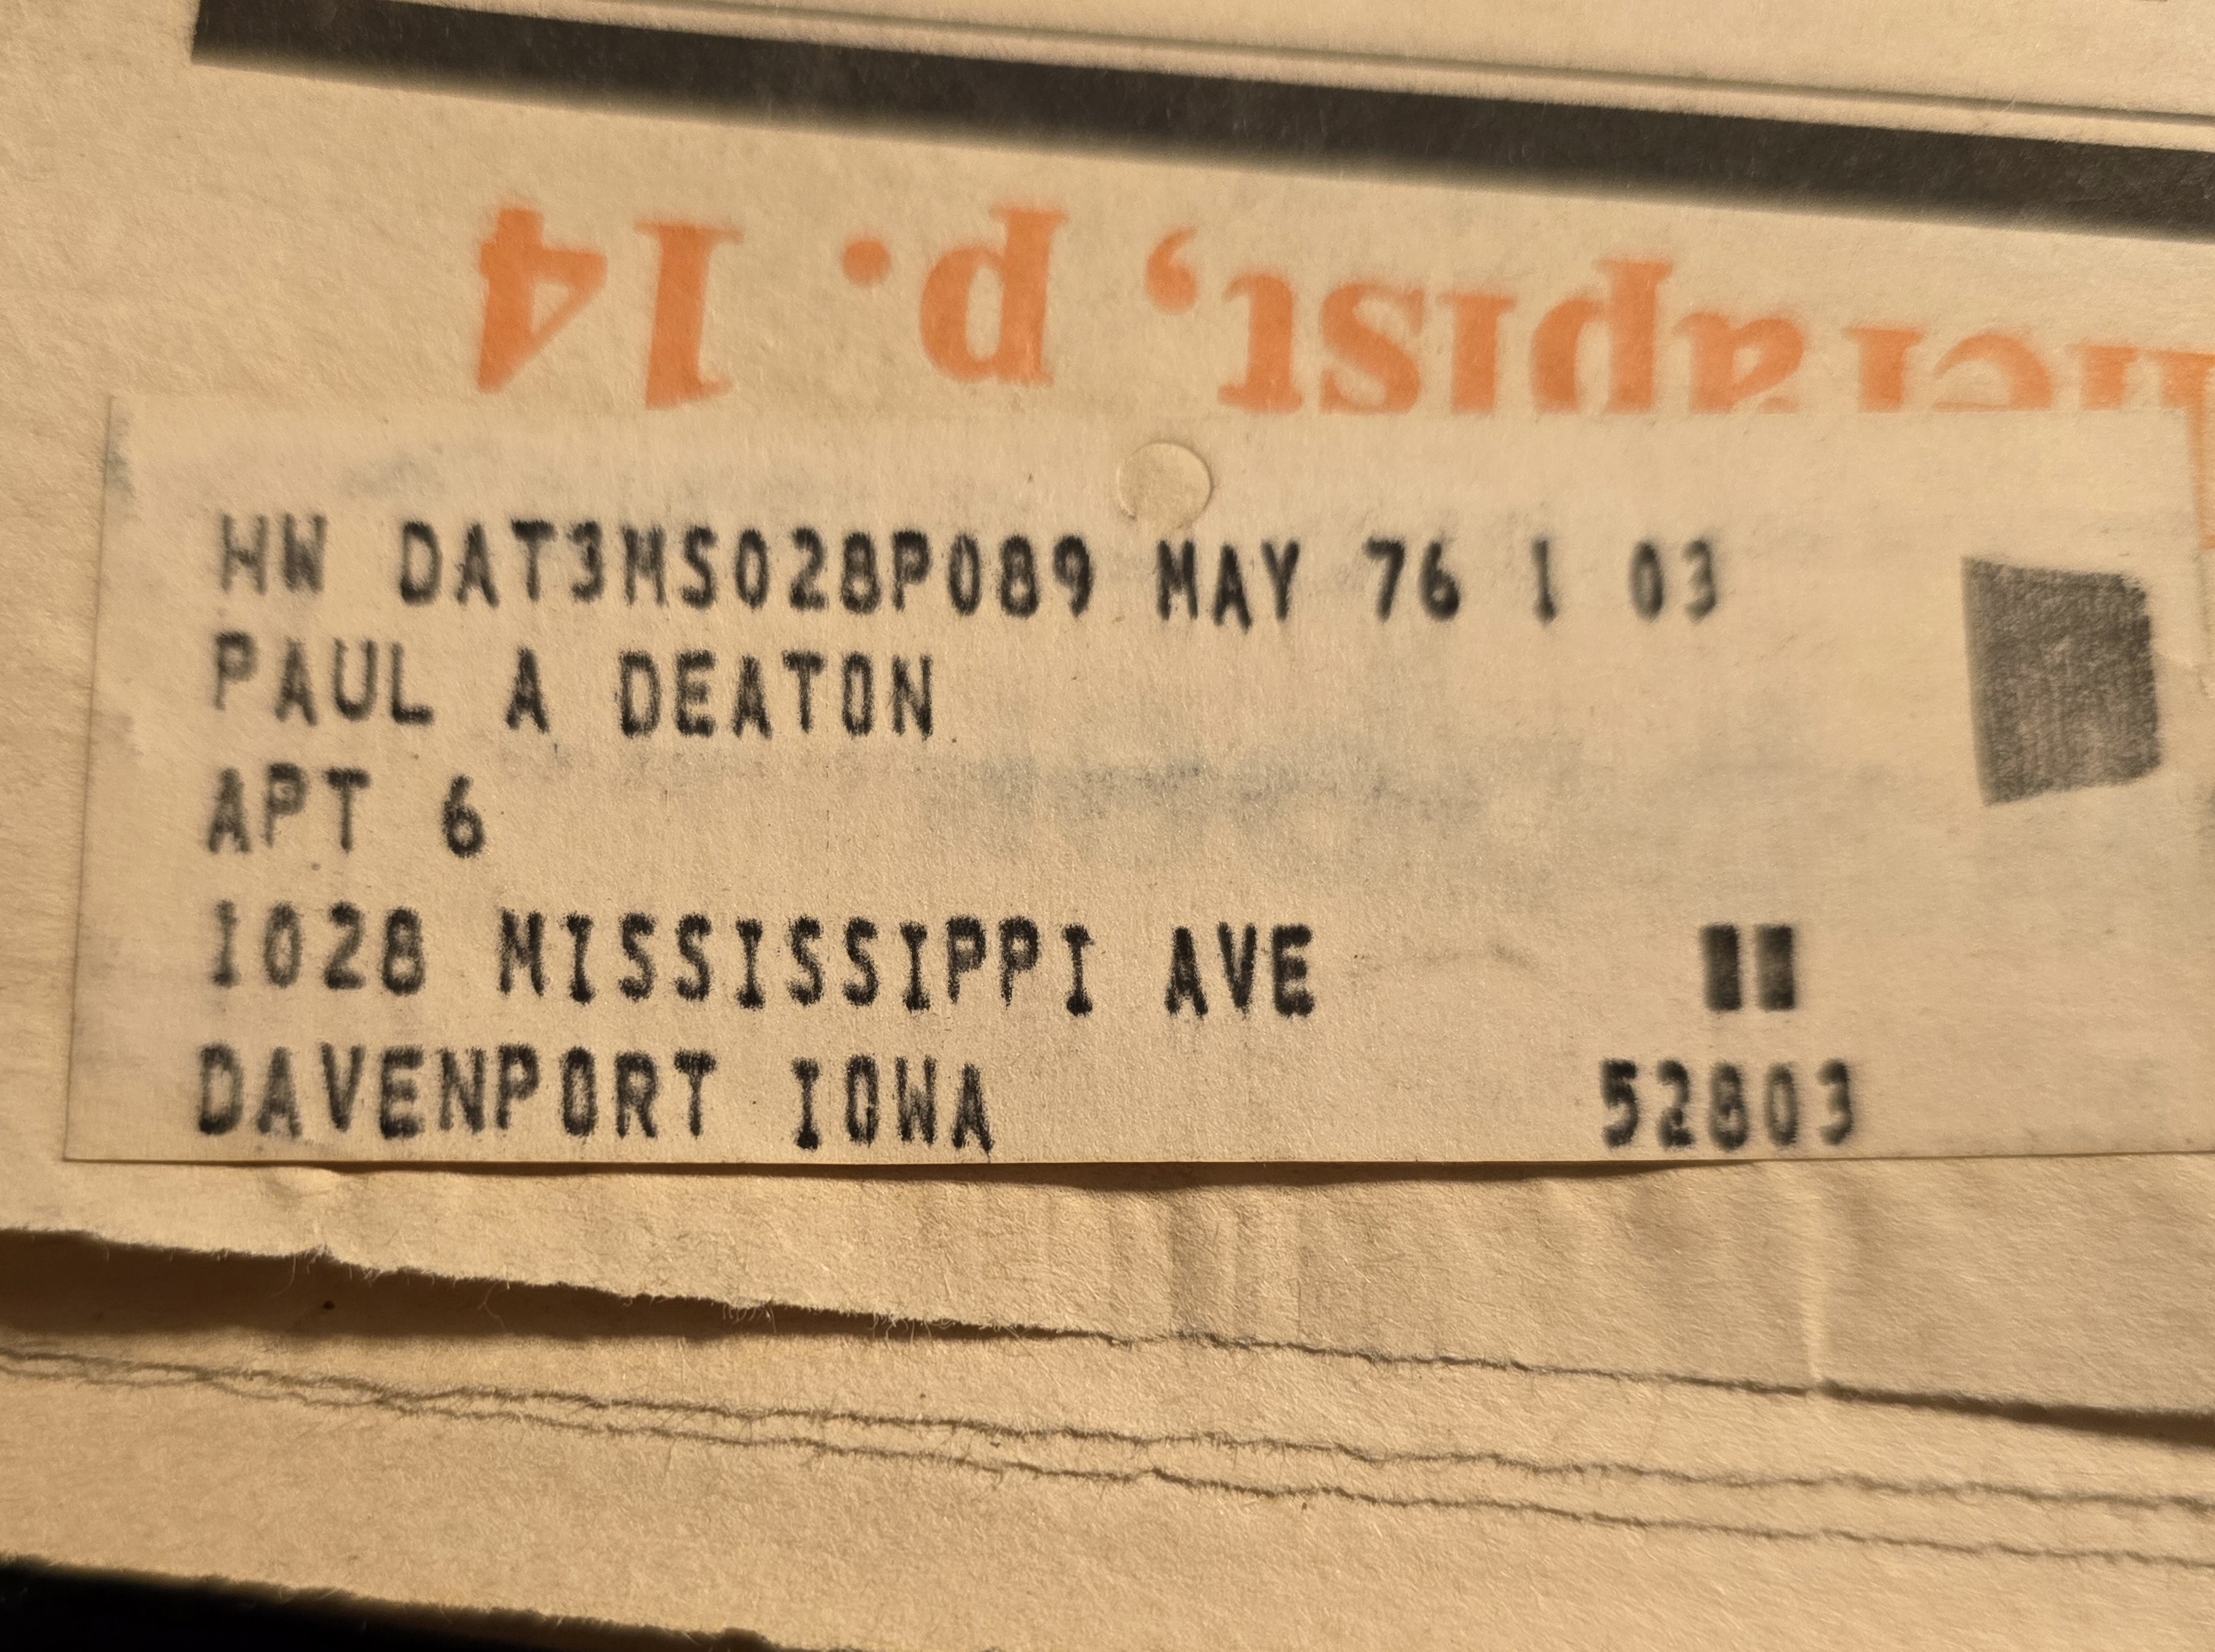 p. 14
HW DAT3MS028P089 MAY 76 1 03
PAUL A DEATON
APT 6
1028 MISSISSIPPI AVE
DAVENPORT IOWA 52803